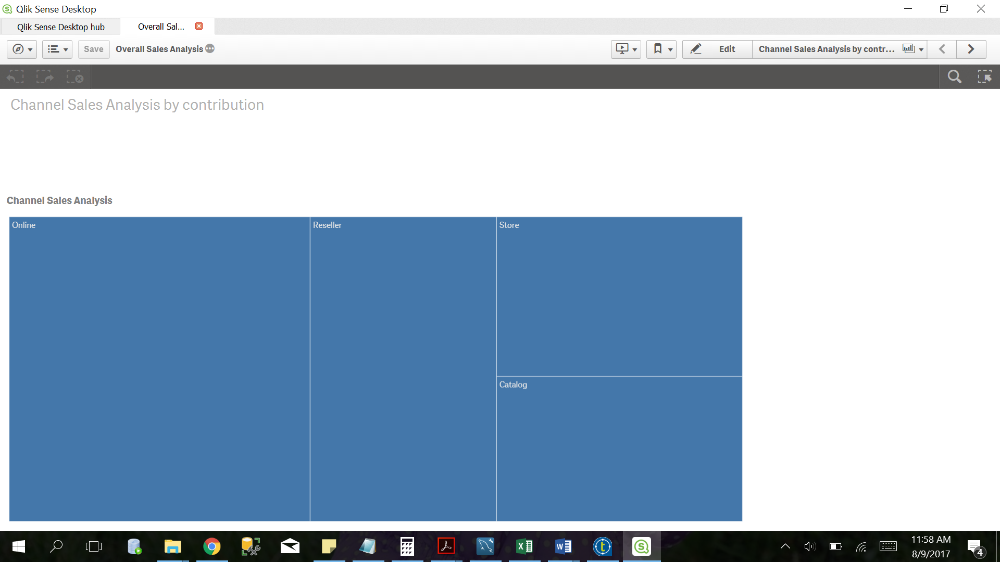 Qlik Sense Desktop
Qlik Sense Desktop hub
Overall Sal...
Save
Overall Sales Analysis
Edit
Channel Sales Analysis by contr...
Channel Sales Analysis by contribution
Channel Sales Analysis
Online
Reseller
Store
Catalog
11:58 AM
8/9/2017
4